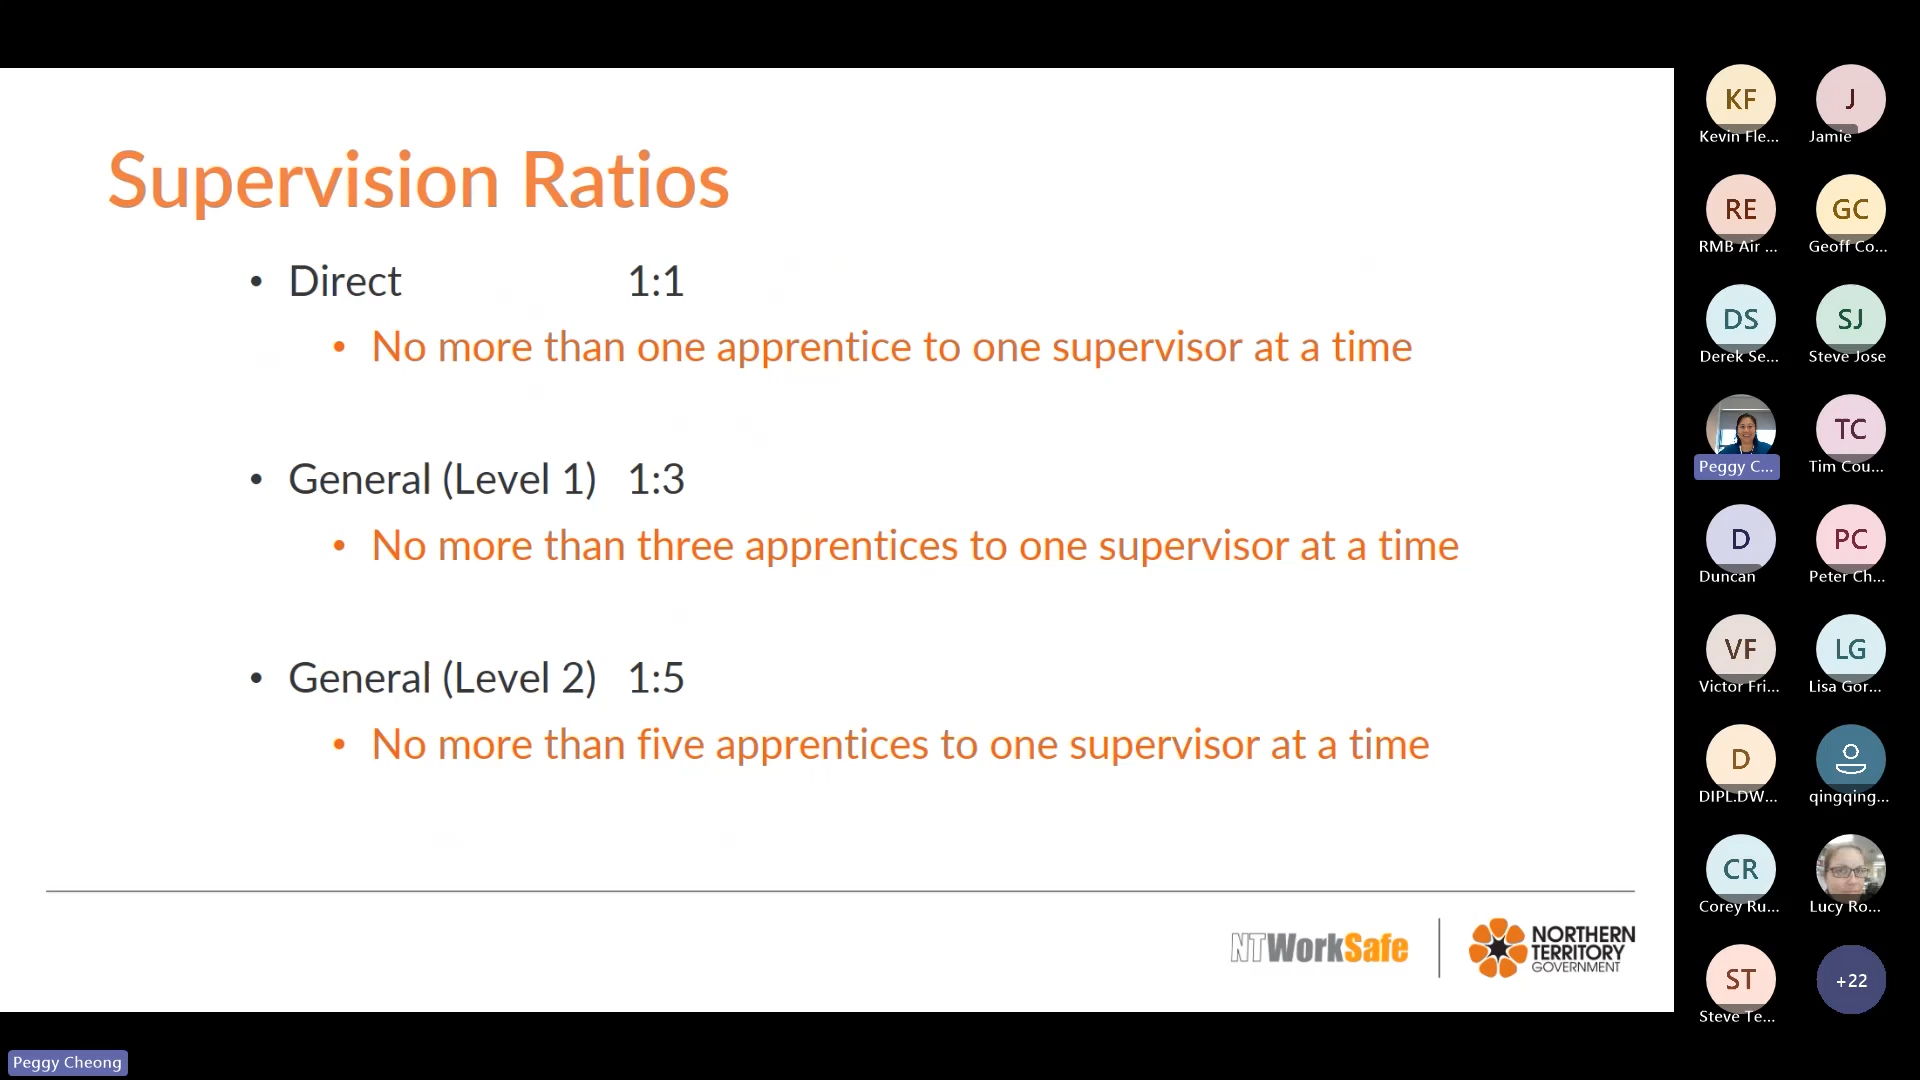 Supervision Ratios
• Direct 1:1
• No more than one apprentice to one supervisor at a time
• General (Level 1) 1:3
• No more than three apprentices to one supervisor at a time
• General (Level 2) 1:5
• No more than five apprentices to one supervisor at a time
NTWorkSafe
NORTHERN
TERRITORY
GOVERNMENT
KF
Kevin Fle...
J
Jamie
RE
RMB Air ...
GC
Geoff Co...
DS
Derek Se...
SJ
Steve Jose
Peggy C...
TC
Tim Cou...
D
Duncan
PC
Peter Ch...
VF
Victor Fri...
LG
Lisa Gor...
D
DIPL.DW...
qingqing...
CR
Corey Ru...
Lucy Ro...
ST
Steve Te...
+22
Peggy Cheong